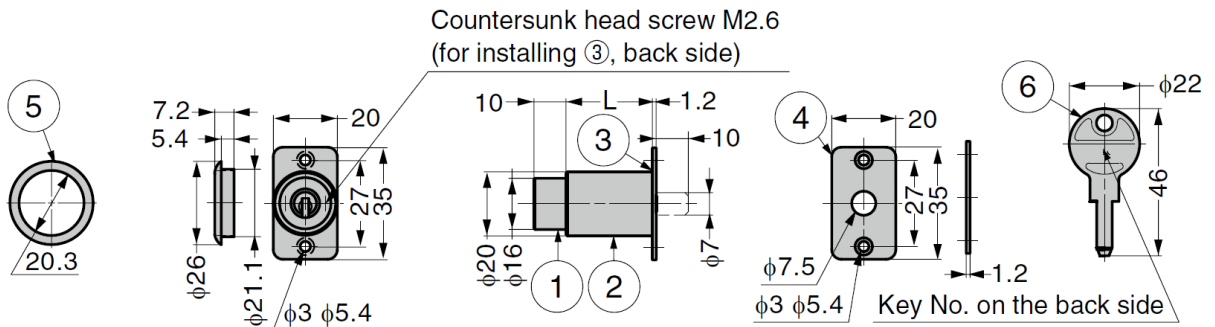 Countersunk head screw M2.6
(for installing ③, back side)
5
7.2
5.4
20.3
ϕ26
ϕ21.1
20
27
35
ϕ3 ϕ5.4
10
L
1.2
3
10
ϕ20
ϕ16
ϕ7
1
2
4
20
27
35
ϕ7.5
ϕ3 ϕ5.4
1.2
6
ϕ22
46
Key No. on the back side